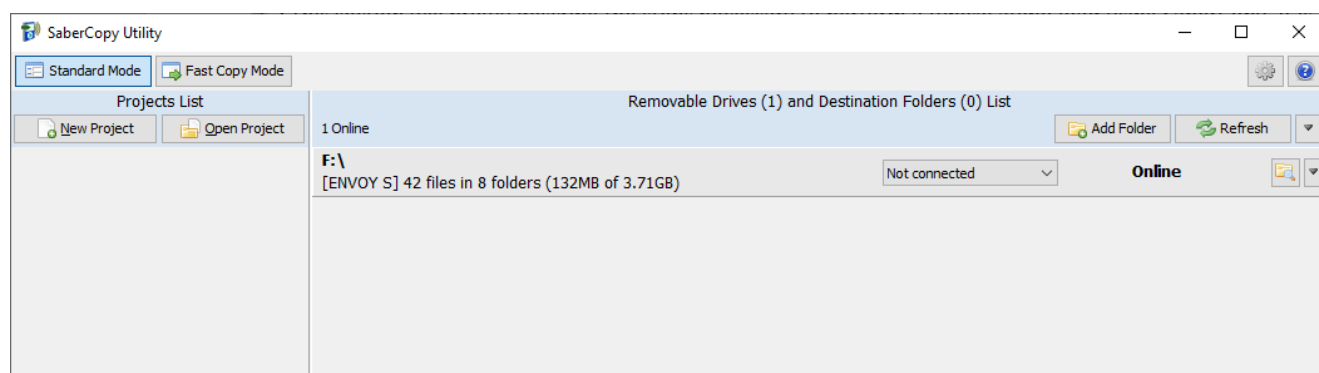 SaberCopy Utility
Standard Mode Fast Copy Mode
Projects List
New Project Open Project
Removable Drives (1) and Destination Folders (0) List
1 Online Add Folder Refresh
F:\
[ENVOY S] 42 files in 8 folders (132MB of 3.71GB) Not connected Online